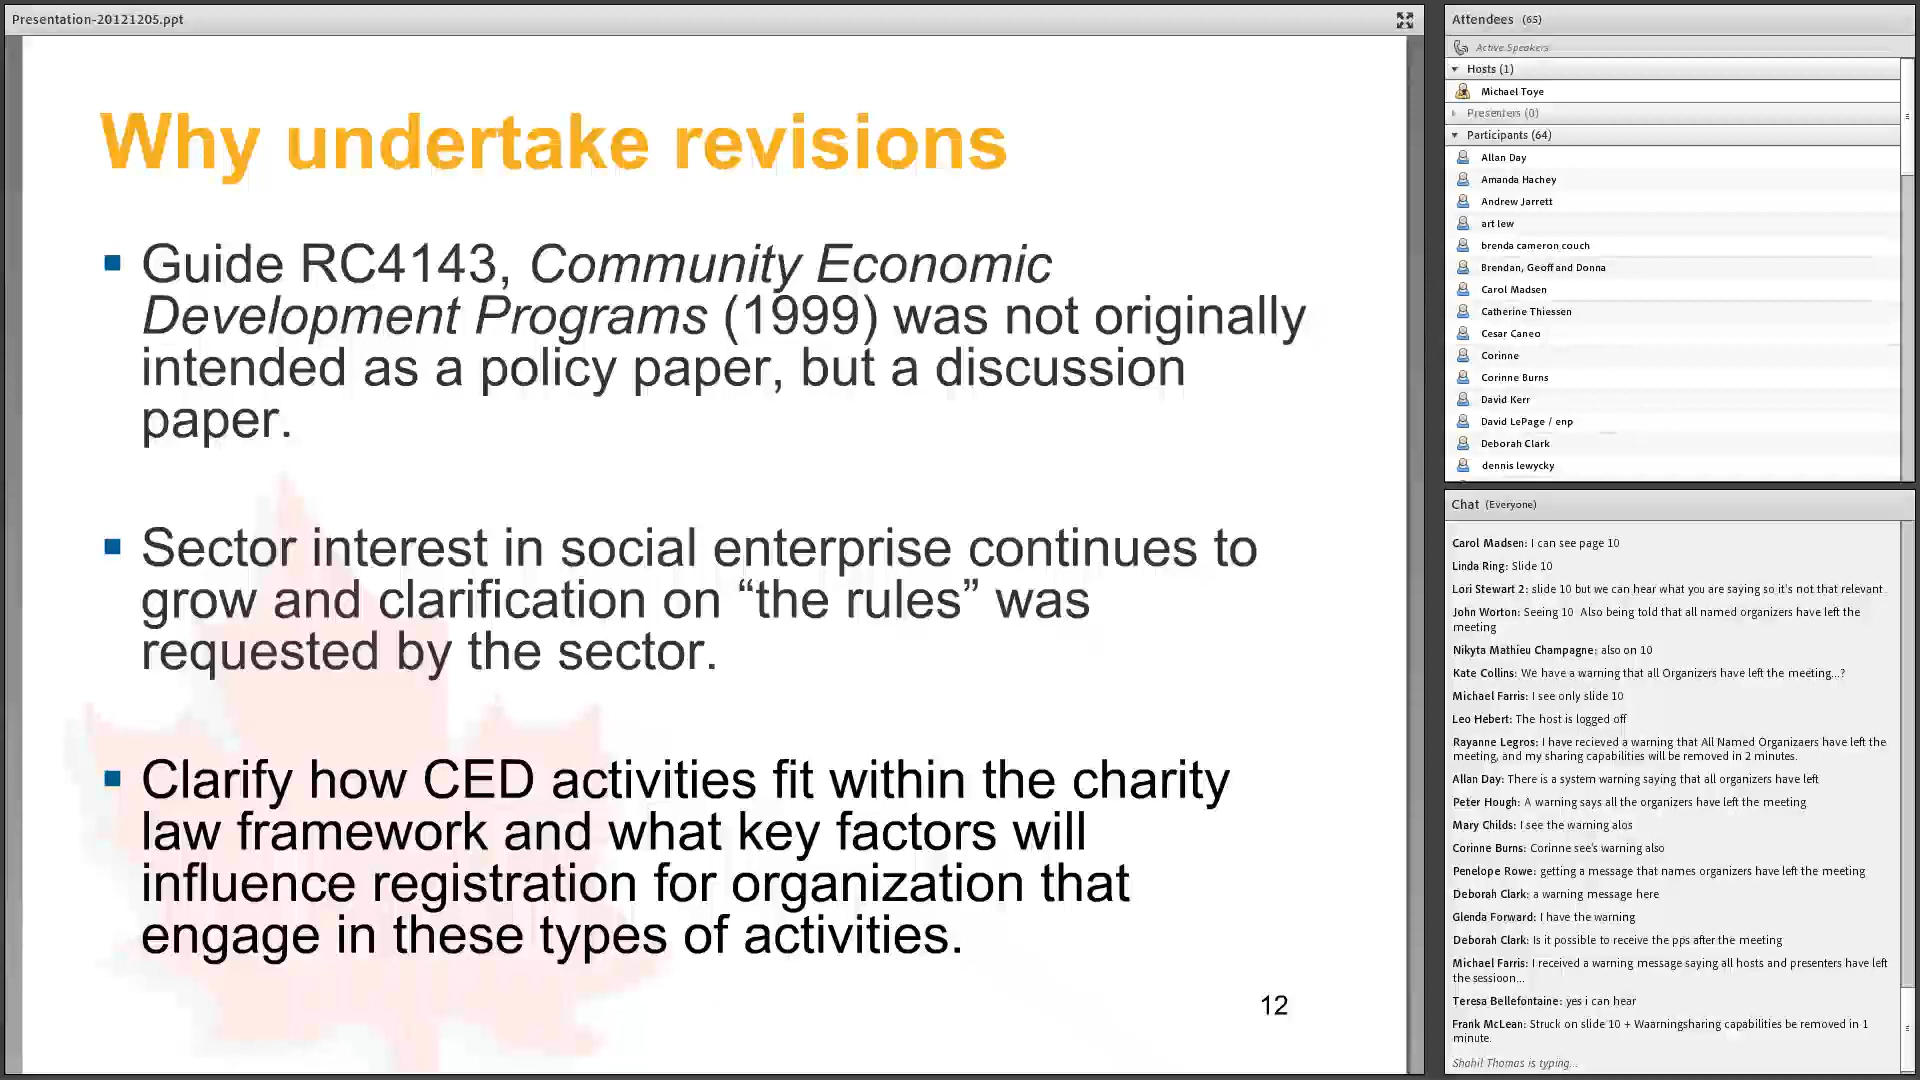 Presentation-20121205.ppt
Why undertake revisions
Guide RC4143, Community Economic
Development Programs (1999) was not originally
intended as a policy paper, but a discussion
paper.
Sector interest in social enterprise continues to
grow and clarification on “the rules” was
requested by the sector.
Clarify how CED activities fit within the charity
law framework and what key factors will
influence registration for organization that
engage in these types of activities.
12
Attendees (65)
Active Speakers
Hosts (1)
Michael Toye
Presenters (0)
Participants (64)
Allan Day
Amanda Hachey
Andrew Jarrett
art lew
brenda cameron couch
Brendan, Geoff and Donna
Carol Madsen
Catherine Thiessen
Cesar Caneo
Corinne
Corinne Burns
David Kerr
David LePage / enp
Deborah Clark
dennis lewycky
Chat (Everyone)
Carol Madsen: I can see page 10
Linda Ring: Slide 10
Lori Stewart 2: slide 10 but we can hear what you are saying so it's not that relevant
John Worton: Seeing 10 Also being told that all named organizers have left the
meeting
Nikyta Mathieu Champagne: also on 10
Kate Collins: We have a warning that all Organizers have left the meeting...?
Michael Farris: I see only slide 10
Leo Hebert: The host is logged off
Rayanne Legros: I have recieved a warning that All Named Organizaers have left the
meeting, and my sharing capabilities will be removed in 2 minutes.
Allan Day: There is a system warning saying that all organizers have left
Peter Hough: A warning says all the organizers have left the meeting
Mary Childs: I see the warning alos
Corinne Burns: Corinne see's warning also
Penelope Rowe: getting a message that names organizers have left the meeting
Deborah Clark: a warning message here
Glenda Forward: I have the warning
Deborah Clark: Is it possible to receive the pps after the meeting
Michael Farris: I received a warning message saying all hosts and presenters have left
the sessioon...
Teresa Bellefontaine: yes i can hear
Frank McLean: Struck on slide 10 + Waarningsharing capabilities be removed in 1
minute.
Shahil Thomas is typing...